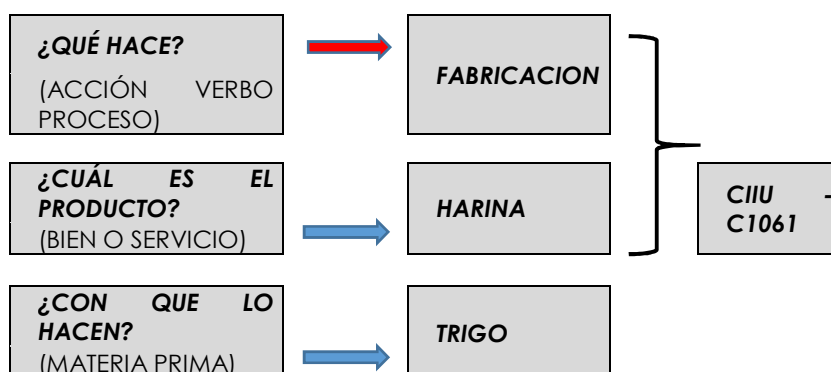 ¿QUÉ HACE?
(ACCIÓN VERBO
PROCESO)
FABRICACION
¿CUÁL ES EL
PRODUCTO?
(BIEN O SERVICIO)
HARINA
CIIU -
C1061
¿CON QUE LO
HACEN?
(MATERIA PRIMA)
TRIGO